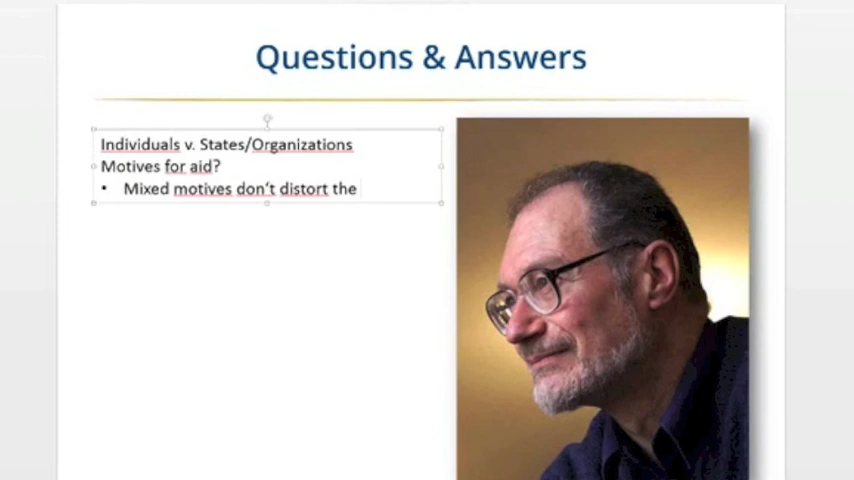 Questions & Answers
Individuals v. States/Organizations
Motives for aid?
• Mixed motives don't distort the